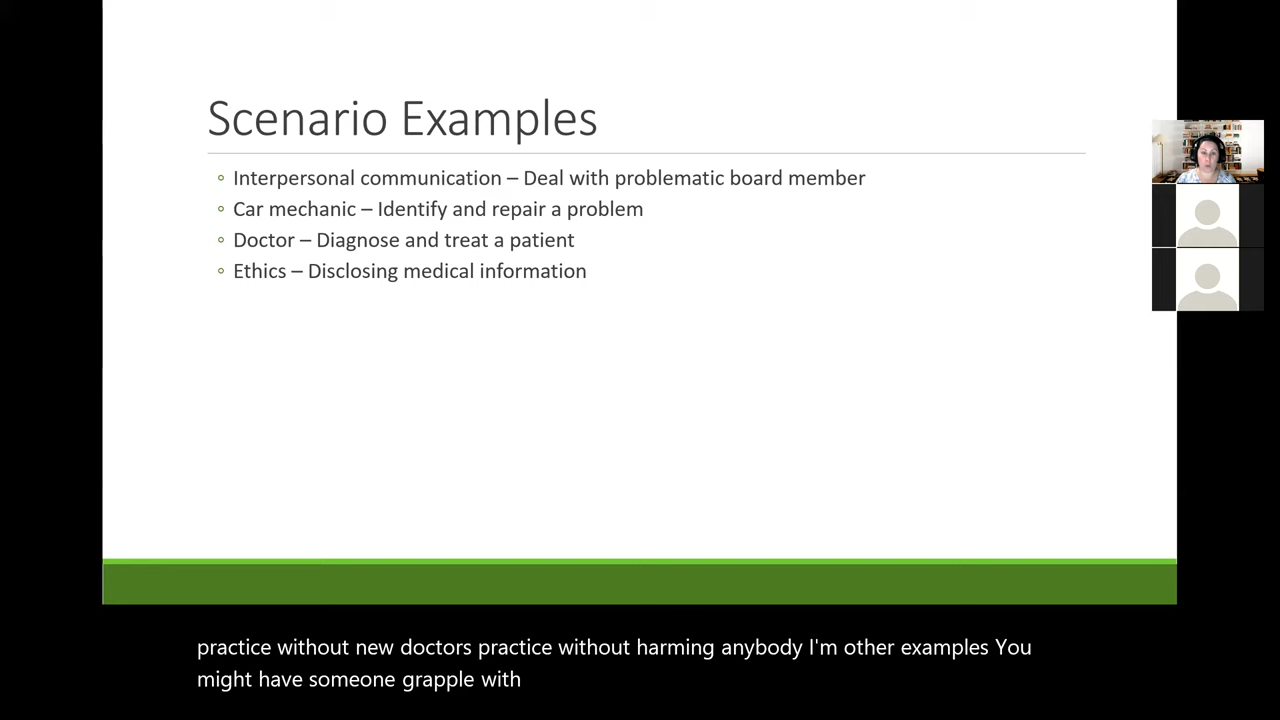 Scenario Examples
◦ Interpersonal communication – Deal with problematic board member
◦ Car mechanic – Identify and repair a problem
◦ Doctor – Diagnose and treat a patient
◦ Ethics – Disclosing medical information
practice without new doctors practice without harming anybody I'm other examples You
might have someone grapple with